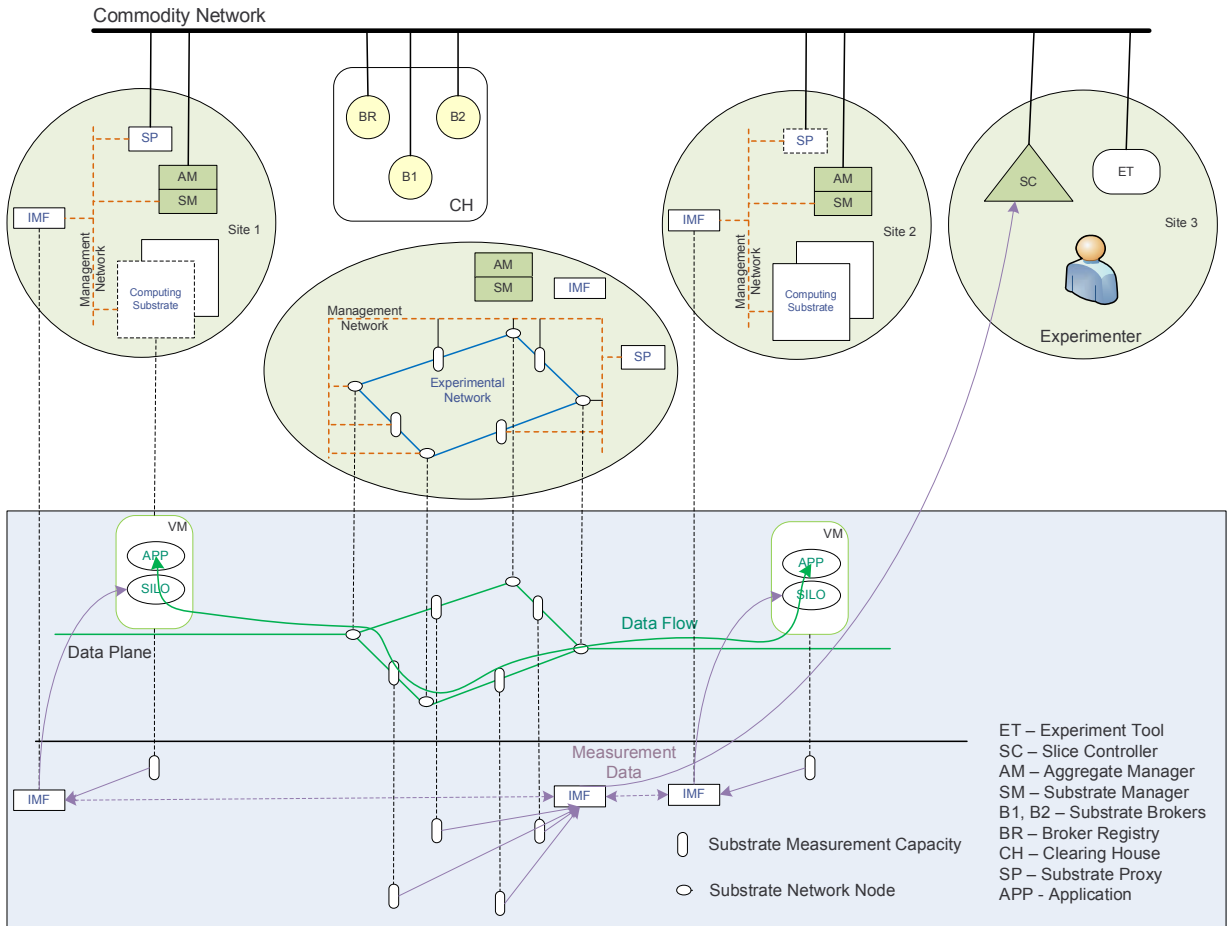 Commodity Network
SP
AM
SM
IMF
Site 1
Management
Network
Computing
Substrate
BR
B2
B1
CH
SP
AM
SM
IMF
Site 2
Management
Network
Computing
Substrate
SC
ET
Site 3
Experimenter
AM
SM
IMF
Management
Network
SP
Experimental
Network
VM
APP
SILO
VM
APP
SILO
Data Flow
Data Plane
Measurement
Data
IMF
IMF
IMF
Substrate Measurement Capacity
Substrate Network Node
ET – Experiment Tool
SC – Slice Controller
AM – Aggregate Manager
SM – Substrate Manager
B1, B2 – Substrate Brokers
BR – Broker Registry
CH – Clearing House
SP – Substrate Proxy
APP - Application